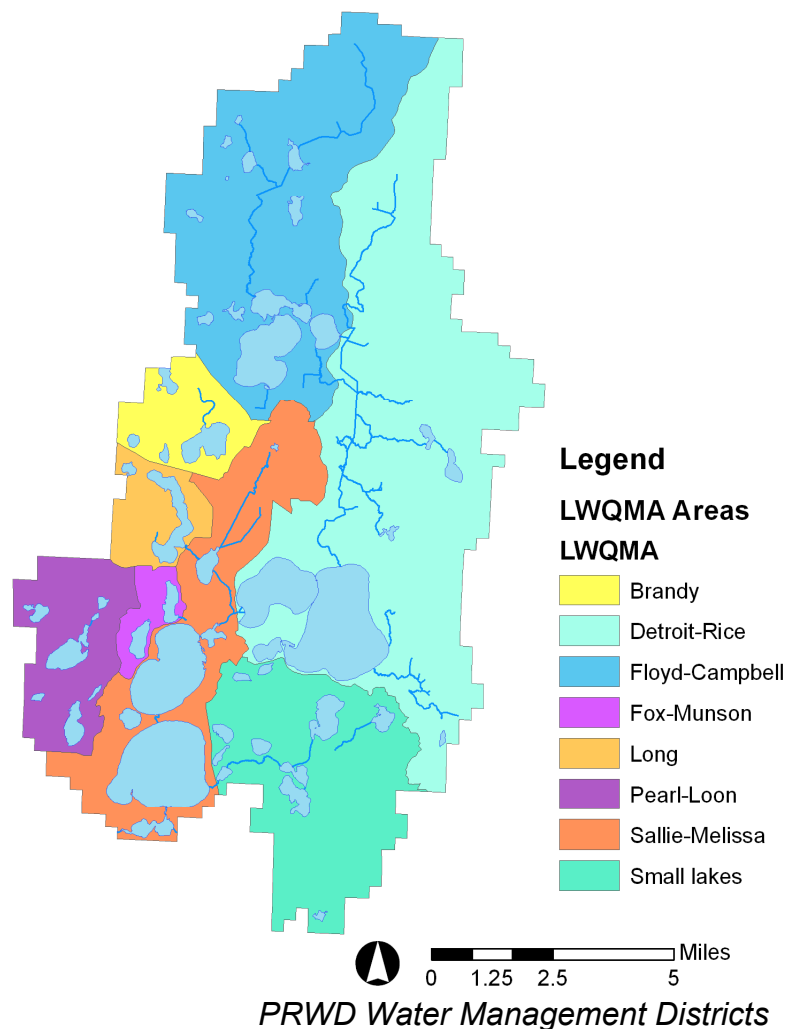 Legend
LWQMA Areas
LWQMA
Brandy
Detroit-Rice
Floyd-Campbell
Fox-Munson
Long
Pearl-Loon
Sallie-Melissa
Small lakes
Miles
0 1.25 2.5 5
PRWD Water Management Districts